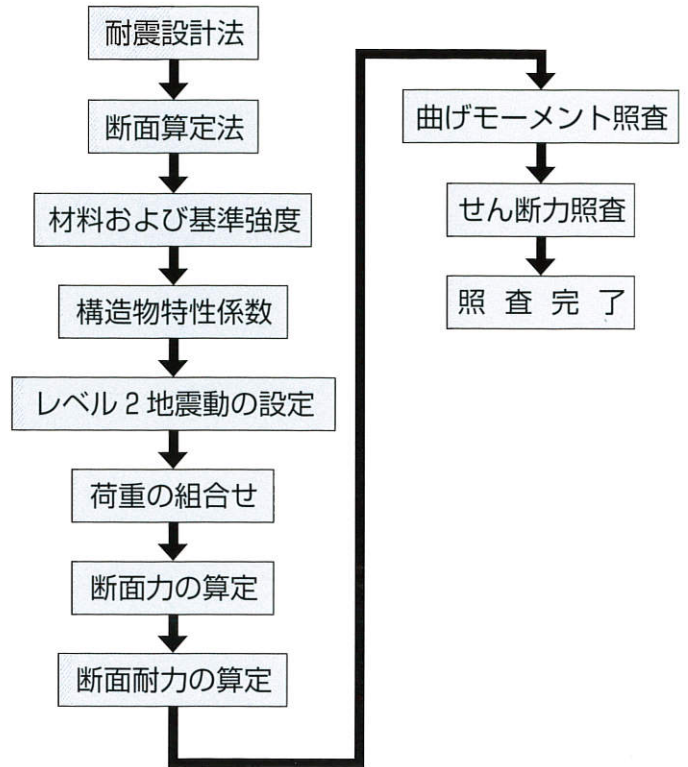 耐震設計法
断面算定法
材料および基準強度
構造物特性係数
レベル2地震動の設定
荷重の組合せ
断面力の算定
断面耐力の算定
曲げモーメント照査
せん断力照査
照査完了